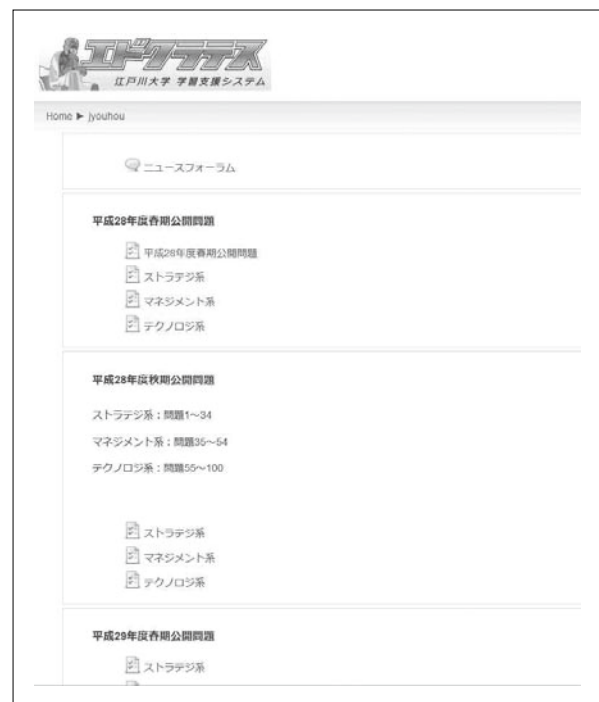 エドクラテス
江戸川大学 学習支援システム
Home ▶ jyouhou
ニュースフォーラム
平成28年度春期公開問題
平成28年度春期公開問題
ストラテジ系
マネジメント系
テクノロジ系
平成28年度秋期公開問題
ストラテジ系：問題1～34
マネジメント系：問題35～54
テクノロジ系：問題55～100
ストラテジ系
マネジメント系
テクノロジ系
平成29年度春期公開問題
ストラテジ系